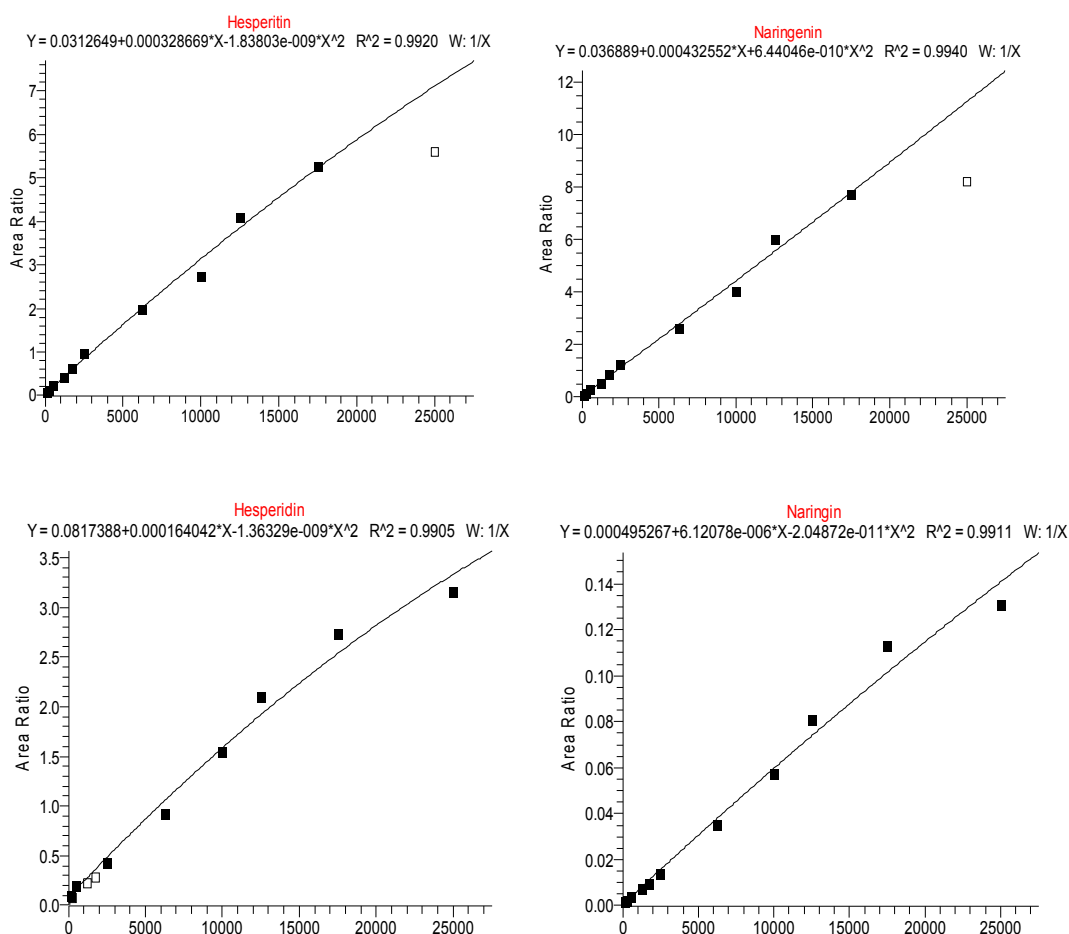 Hesperitin
Y = 0.0312649+0.000328669*X-1.83803e-009*X^2 R^2 = 0.9920 W: 1/X
7
6
5
4
3
2
1
0
Area Ratio
0 5000 10000 15000 20000 25000
Naringenin
Y = 0.036889+0.000432552*X+6.44046e-010*X^2 R^2 = 0.9940 W: 1/X
12
10
8
6
4
2
0
Area Ratio
0 5000 10000 15000 20000 25000
Hesperidin
Y = 0.0817388+0.000164042*X-1.36329e-009*X^2 R^2 = 0.9905 W: 1/X
3.5
3.0
2.5
2.0
1.5
1.0
0.5
0.0
Area Ratio
0 5000 10000 15000 20000 25000
Naringin
Y = 0.000495267+6.12078e-006*X-2.04872e-011*X^2 R^2 = 0.9911 W: 1/X
0.14
0.12
0.10
0.08
0.06
0.04
0.02
0.00
Area Ratio
0 5000 10000 15000 20000 25000